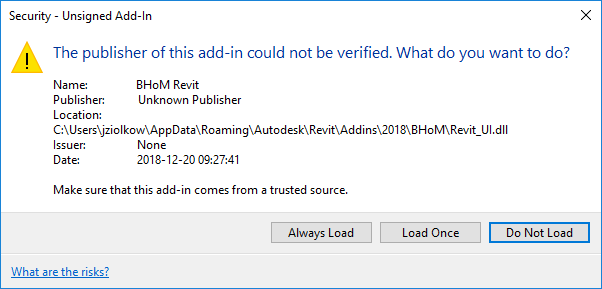 Security - Unsigned Add-In
The publisher of this add-in could not be verified. What do you want to do?
Name: BHoM Revit
Publisher: Unknown Publisher
Location:
C:\Users\jziolkow\AppData\Roaming\Autodesk\Revit\Addins\2018\BHoM\Revit_UI.dll
Issuer: None
Date: 2018-12-20 09:27:41
Make sure that this add-in comes from a trusted source.
Always Load Load Once Do Not Load
What are the risks?